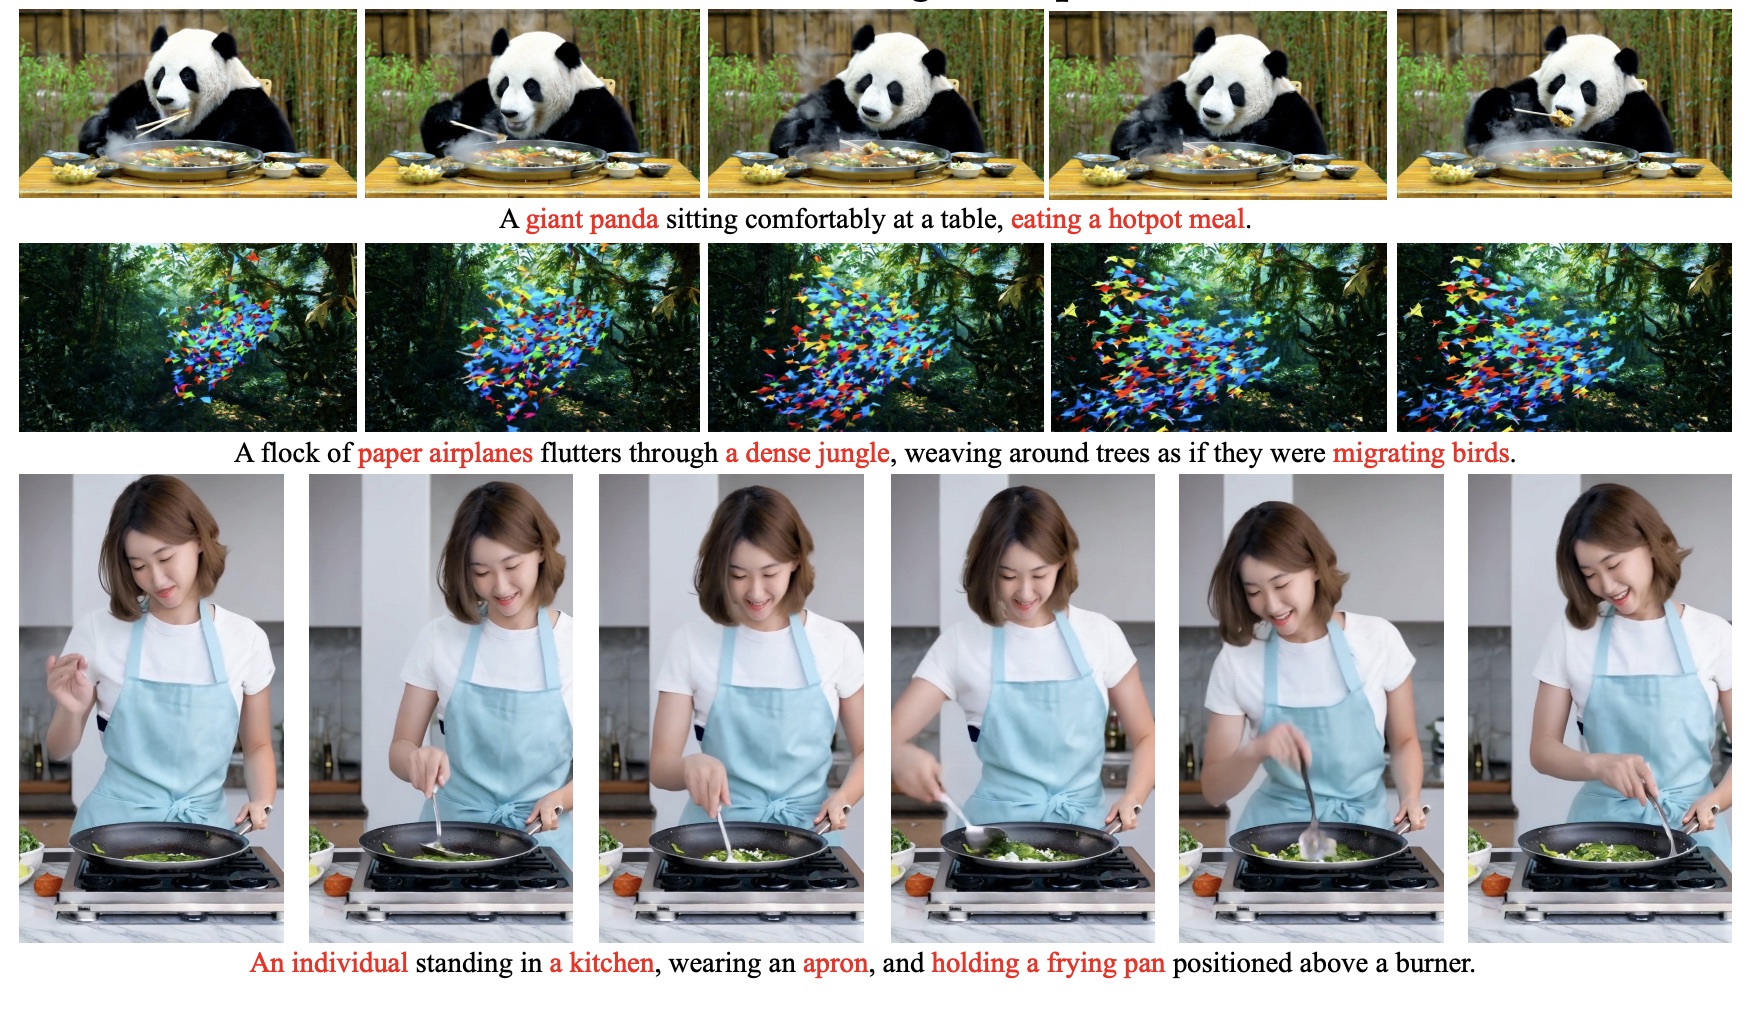 A giant panda sitting comfortably at a table, eating a hotpot meal.
A flock of paper airplanes flutters through a dense jungle, weaving around trees as if they were migrating birds.
An individual standing in a kitchen, wearing an apron, and holding a frying pan positioned above a burner.